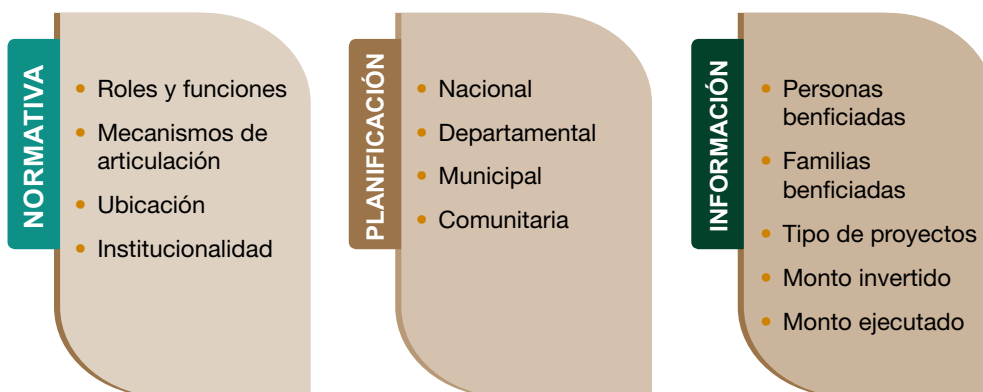 NORMATIVA
• Roles y funciones
• Mecanismos de
articulación
• Ubicación
• Institucionalidad
PLANIFICACIÓN
• Nacional
• Departamental
• Municipal
• Comunitaria
INFORMACIÓN
• Personas
benficiadas
• Familias
benficiadas
• Tipo de proyectos
• Monto invertido
• Monto ejecutado